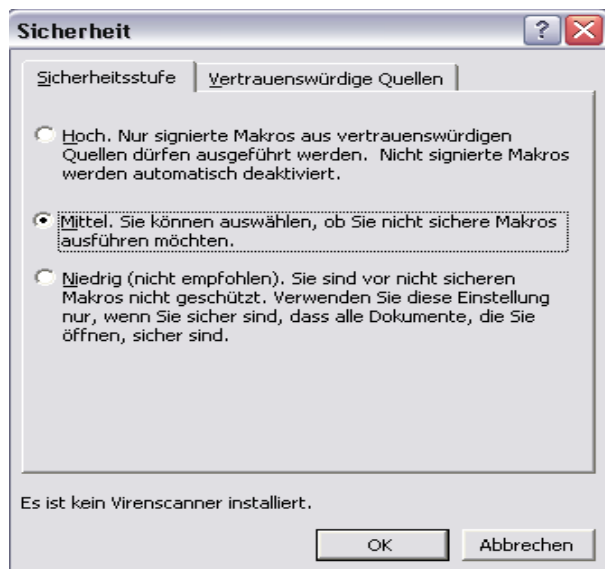 Sicherheit
Sicherheitsstufe
Vertrauenswürdige Quellen
Hoch. Nur signierte Makros aus vertrauenswürdigen
Quellen dürfen ausgeführt werden. Nicht signierte Makros
werden automatisch deaktiviert.
Mittel. Sie können auswählen, ob Sie nicht sichere Makros
ausführen möchten.
Niedrig (nicht empfohlen). Sie sind vor nicht sicheren
Makros nicht geschützt. Verwenden Sie diese Einstellung
nur, wenn Sie sicher sind, dass alle Dokumente, die Sie
öffnen, sicher sind.
Es ist kein Virenscanner installiert.
OK
Abbrechen